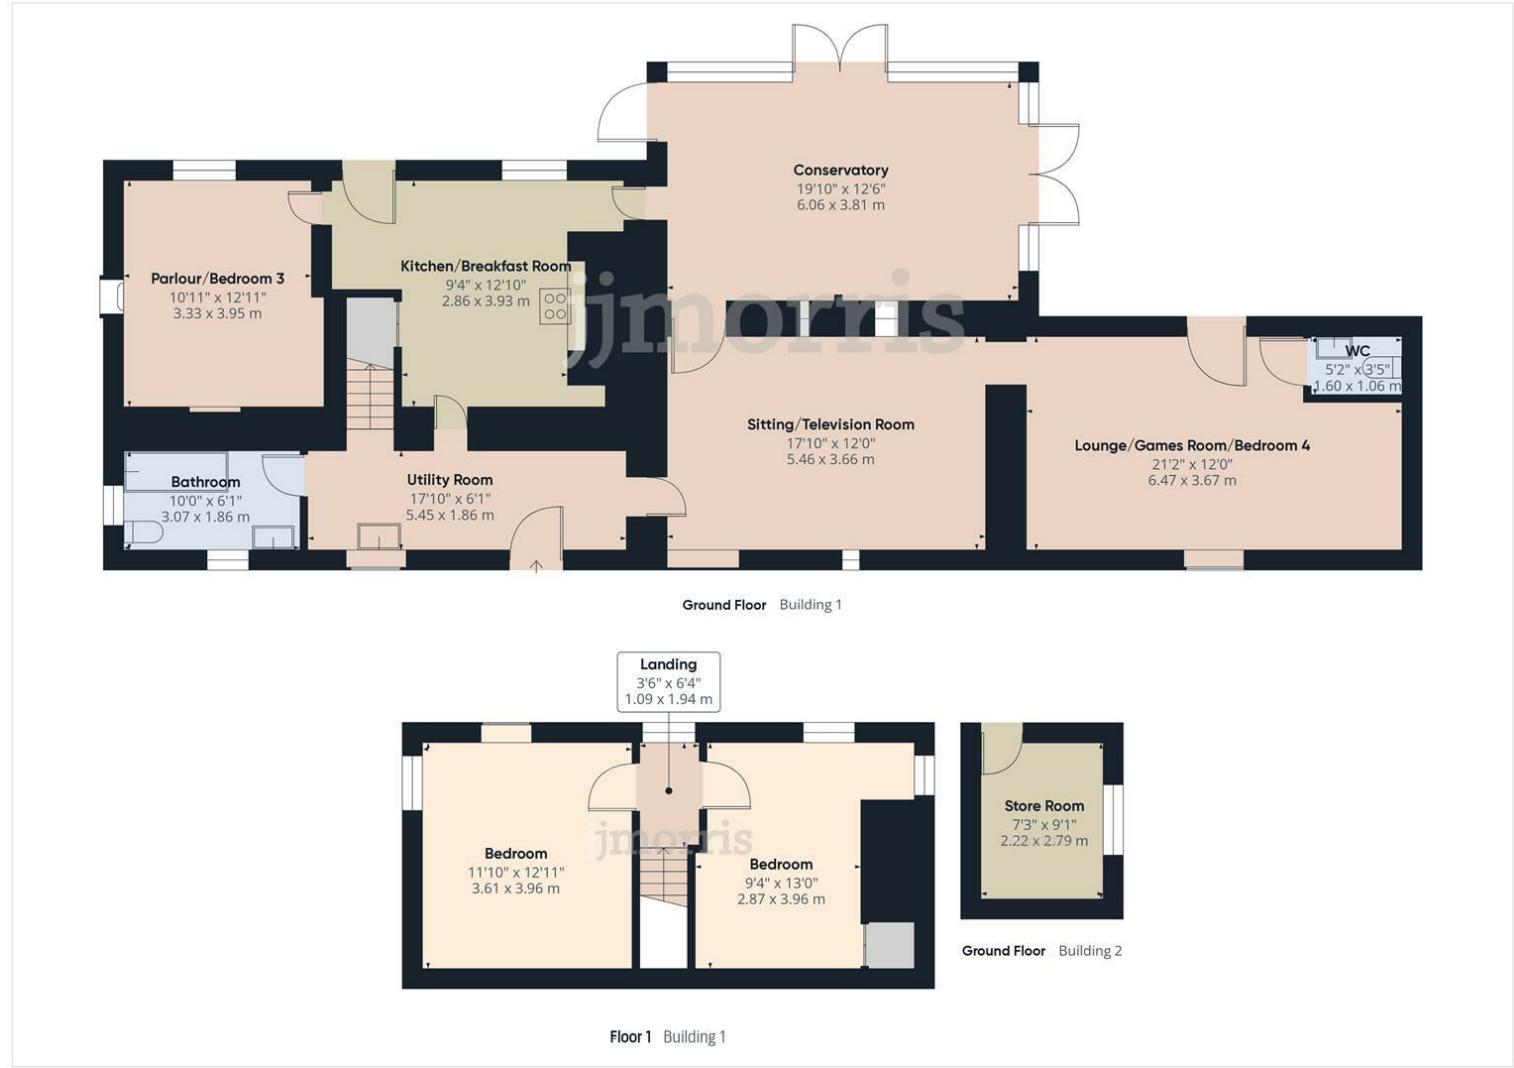 Conservatory
19'10" x 12'6"
6.06 x 3.81 m
Parlour/Bedroom 3
10'11" x 12'11"
3.33 x 3.95 m
Kitchen/Breakfast Room
9'4" x 12'10"
2.86 x 3.93 m
jjmorris
WC
5'2" x 3'5"
1.60 x 1.06 m
Sitting/Television Room
17'10" x 12'0"
5.46 x 3.66 m
Lounge/Games Room/Bedroom 4
21'2" x 12'0"
6.47 x 3.67 m
Bathroom
10'0" x 6'1"
3.07 x 1.86 m
Utility Room
17'10" x 6'1"
5.45 x 1.86 m
Ground Floor Building 1
Landing
3'6" x 6'4"
1.09 x 1.94 m
Bedroom
11'10" x 12'11"
3.61 x 3.96 m
jjmorris
Bedroom
9'4" x 13'0"
2.87 x 3.96 m
Store Room
7'3" x 9'1"
2.22 x 2.79 m
Ground Floor Building 2
Floor 1 Building 1